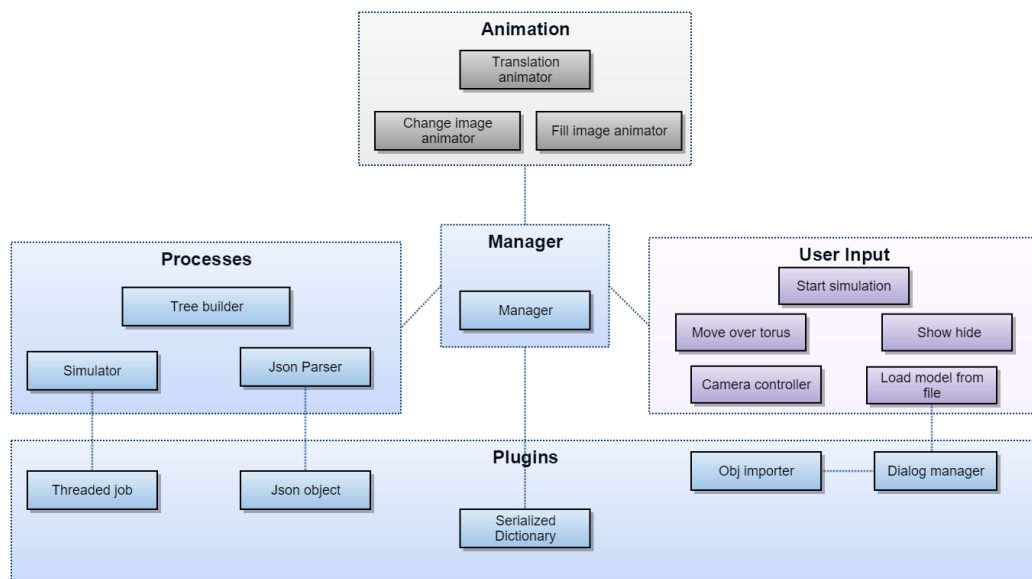 Animation
Translation
animator
Change image
animator
Fill image animator
Manager
Manager
Processes
Tree builder
Simulator
Json Parser
User Input
Start simulation
Move over torus
Show hide
Camera controller
Load model from
file
Plugins
Threaded job
Json object
Serialized
Dictionary
Obj importer
Dialog manager